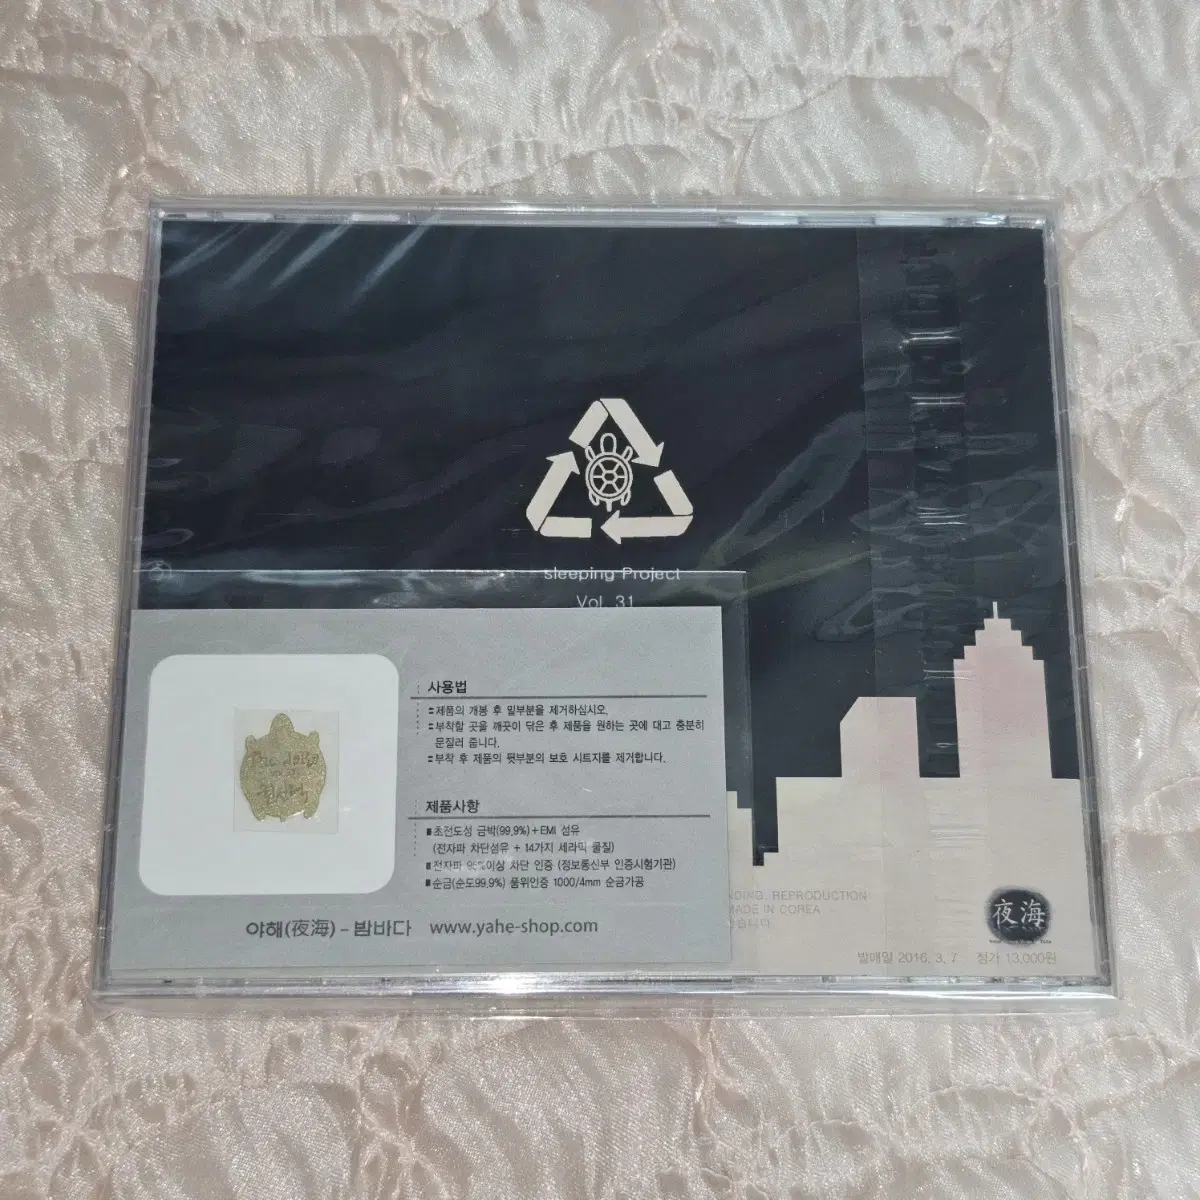 sleeping Project
Vol. 31
사용법
제품의 개봉 후 밑부분을 제거하십시오.
부착할 곳을 깨끗이 닦은 후 제품을 원하는 곳에 대고 충분히
문질러 줍니다.
부착 후 제품의 뒷부분의 보호 시트지를 제거합니다.
제품사항
■초전도성 금박(99.9%)+EMI 섬유
(전자파 차단섬유 + 14가지 세라믹 물질)
■전자파 96%이상 차단 인증 (정보통신부 인증시험기관)
■순금(순도99.9%) 품위인증 1000/4mm 순금가공
야해(夜海) - 밤바다 www.yahe-shop.com
REPRODUCTION
MADE IN COREA
夜海
발매일 2016. 3. 7 정가 13,000원